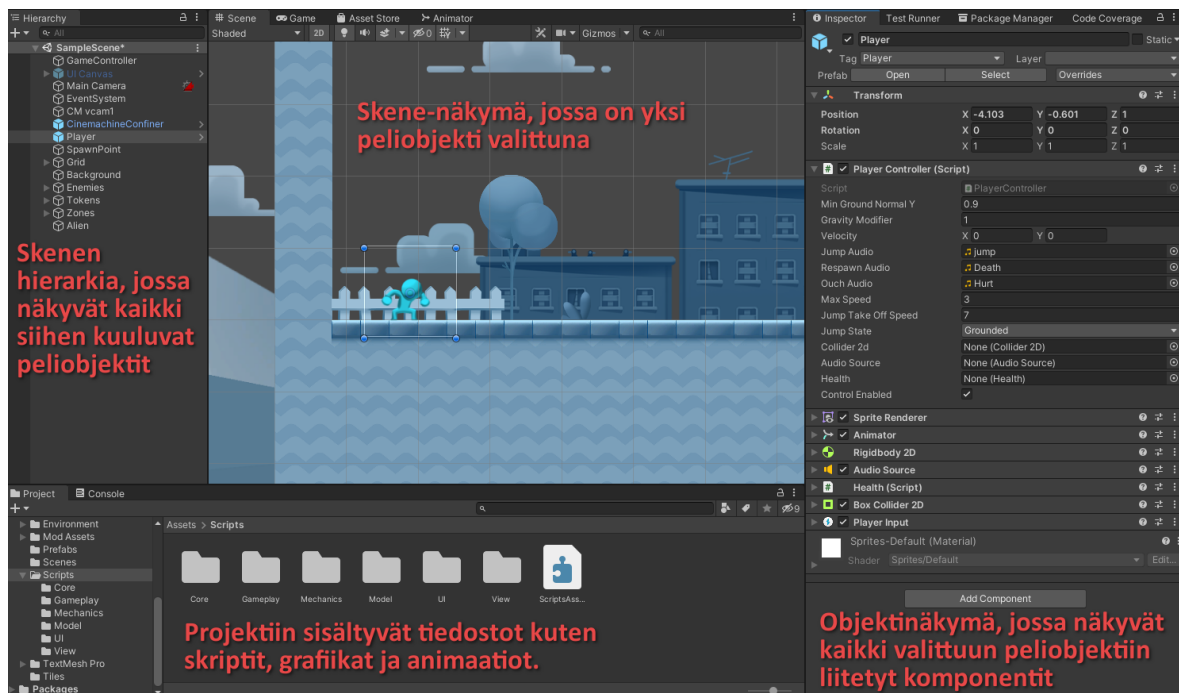 Hierarchy
All
SampleScene*
GameController
UI Canvas
Main Camera
EventSystem
CM vcam1
CinemachineConfiner
Player
SpawnPoint
Grid
Background
Enemies
Tokens
Zones
Alien
Skenen
hierarkia, jossa
näkyvät kaikki
siihen kuuluvat
peliobjektit
Scene Game Asset Store Animator
Shaded 2D 0 Gizmos All
Skene-näkymä, jossa on yksi
peliobjekti valittuna
Project Console
9
Environment
Mod Assets
Prefabs
Scenes
Scripts
Core
Gameplay
Mechanics
Model
UI
View
TextMesh Pro
Tiles
Packages
Assets > Scripts
Core Gameplay Mechanics Model UI View ScriptsAss...
Projektiin sisältyvät tiedostot kuten
skriptit, grafiikat ja animaatiot.
Inspector Test Runner Package Manager Code Coverage
Player Static
Tag Player Layer
Prefab Open Select Overrides
Transform
Position X -4.103 Y -0.601 Z 1
Rotation X 0 Y 0 Z 0
Scale X 1 Y 1 Z 1
Player Controller (Script)
Script PlayerController
Min Ground Normal Y 0.9
Gravity Modifier 1
Velocity X 0 Y 0
Jump Audio jump
Respawn Audio Death
Ouch Audio Hurt
Max Speed 3
Jump Take Off Speed 7
Jump State Grounded
Collider 2d None (Collider 2D)
Audio Source None (Audio Source)
Health None (Health)
Control Enabled
Sprite Renderer
Animator
Rigidbody 2D
Audio Source
Health (Script)
Box Collider 2D
Player Input
Sprites-Default (Material)
Shader Sprites/Default Edit...
Add Component
Objektinäkymä, jossa näkyvät
kaikki valittuun peliobjektiin
liitetyt komponentit